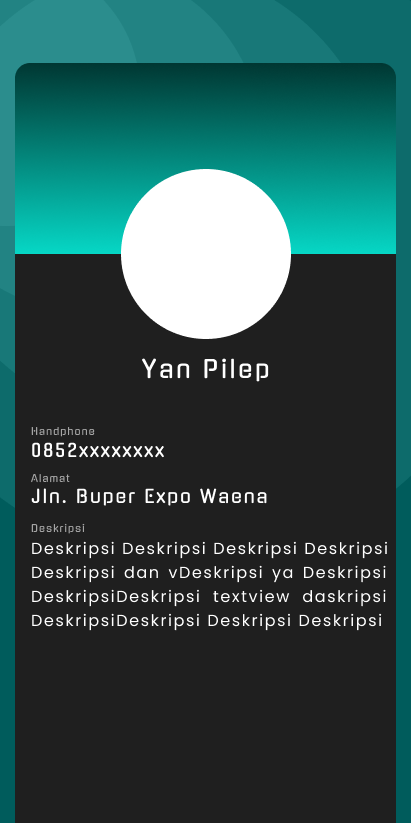 Yan Pilep
Handphone
0852xxxxxxxx
Alamat
Jln. Buper Expo Waena
Deskripsi
Deskripsi Deskripsi Deskripsi Deskripsi
Deskripsi dan vDeskripsi ya Deskripsi
DeskripsiDeskripsi textview daskripsi
DeskripsiDeskripsi Deskripsi Deskripsi